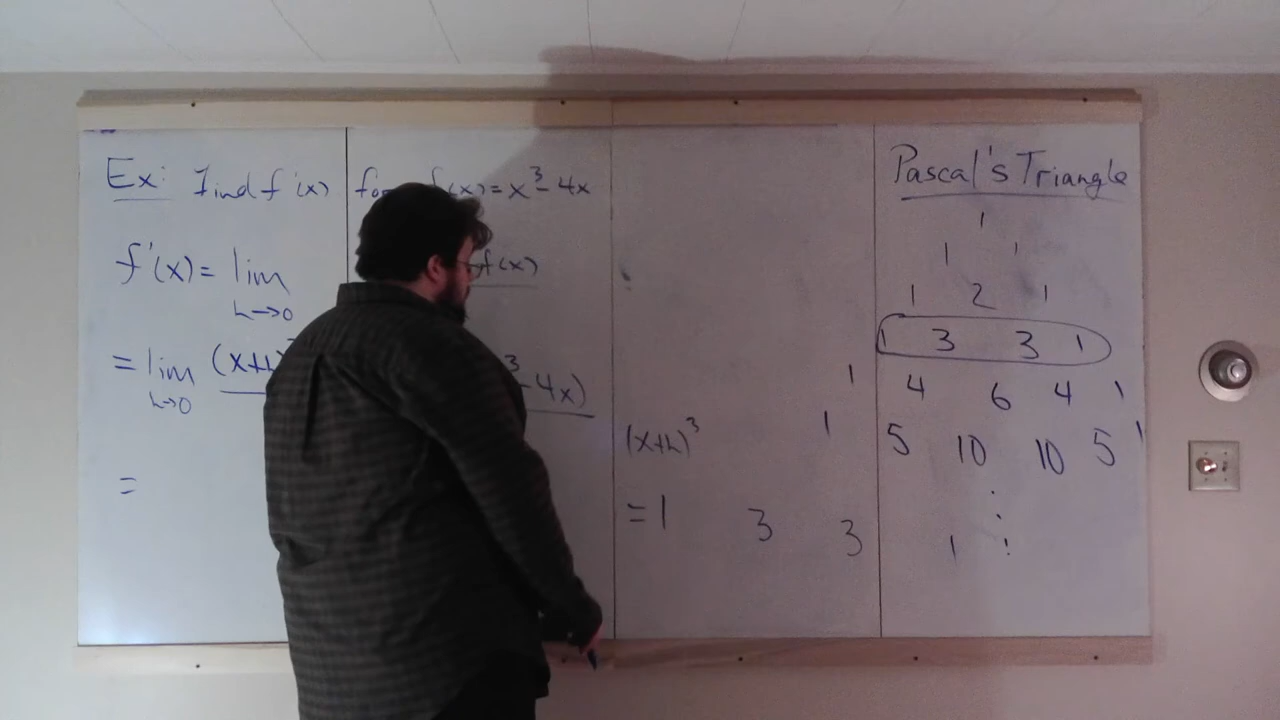 Ex: Find f'(x) for f(x)=x³-4x
f'(x)= lim f(x)
h→0
= lim (x+h) ³-4x)
h→0
=
(x+h)³
=1 3 3 1
Pascal's Triangle
1
1 1
1 2 1
1 3 3 1
1 4 6 4 1
1 5 10 10 5 1
⋮